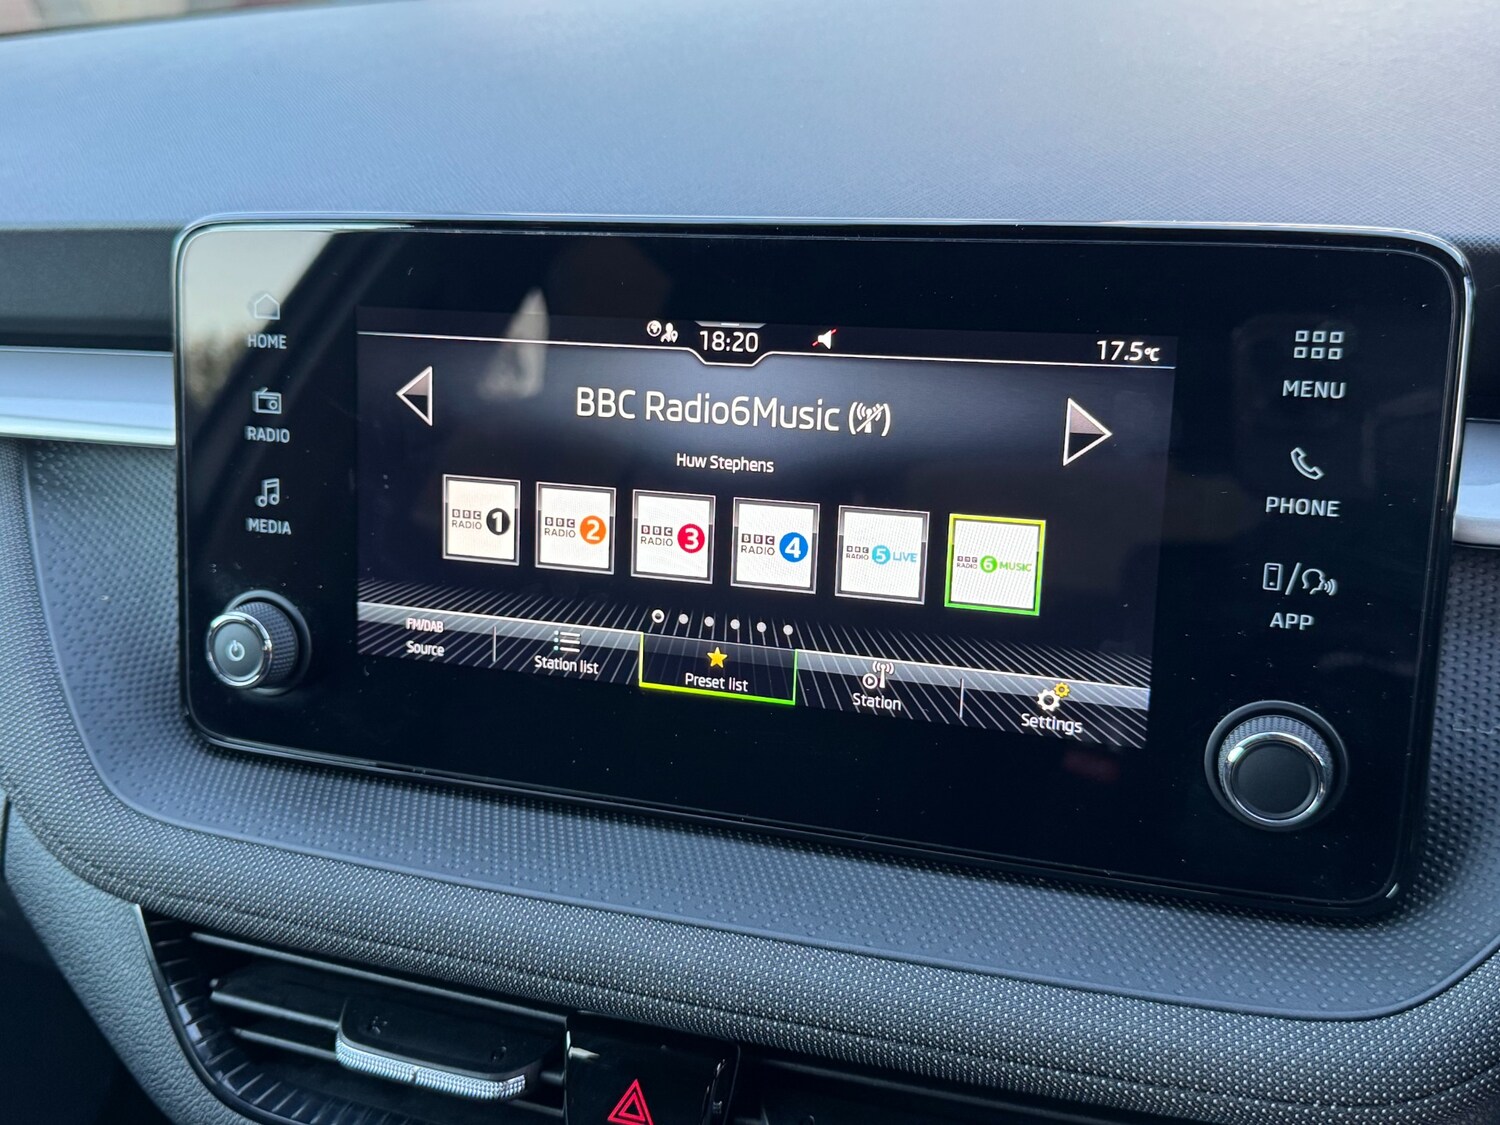 HOME
RADIO
MEDIA
18:20
17.5°C
BBC Radio6Music
Huw Stephens
BBC RADIO 1
BBC RADIO 2
BBC RADIO 3
BBC RADIO 4
BBC RADIO 5 LIVE
BBC RADIO 6 MUSIC
FM/DAB
Source
Station list
Preset list
Station
Settings
MENU
PHONE
APP